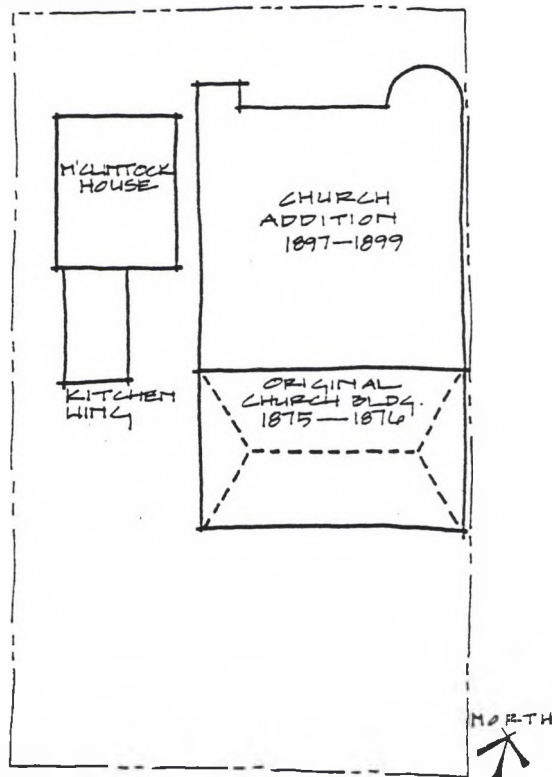 M'CLINTOCK
HOUSE
CHURCH
ADDITION
1897—1899
KITCHEN
WING
ORIGINAL
CHURCH BLDG.
1875—1876
NORTH